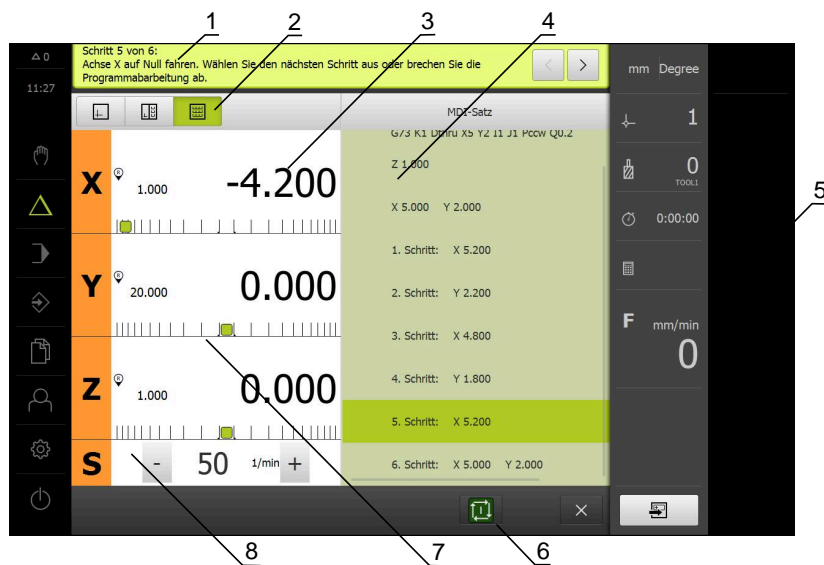 1
2
3
4
Schritt 5 von 6:
Achse X auf Null fahren. Wählen Sie den nächsten Schritt aus oder brechen Sie die
Programmabarbeitung ab.
0
11:27
mm Degree
MDI-Satz
G73 K1 Dthru X5 Y2 I1 J1 Pccw Q0.2
Z 1.000
X 5.000 Y 2.000
1. Schritt: X 5.200
2. Schritt: Y 2.200
3. Schritt: X 4.800
4. Schritt: Y 1.800
5. Schritt: X 5.200
6. Schritt: X 5.000 Y 2.000
X
R
1.000
-4.200
Y
R
20.000
0.000
Z
R
1.000
0.000
S
-
50
1/min
+
1
0
TOOL1
0:00:00
F mm/min
0
5
6
7
8